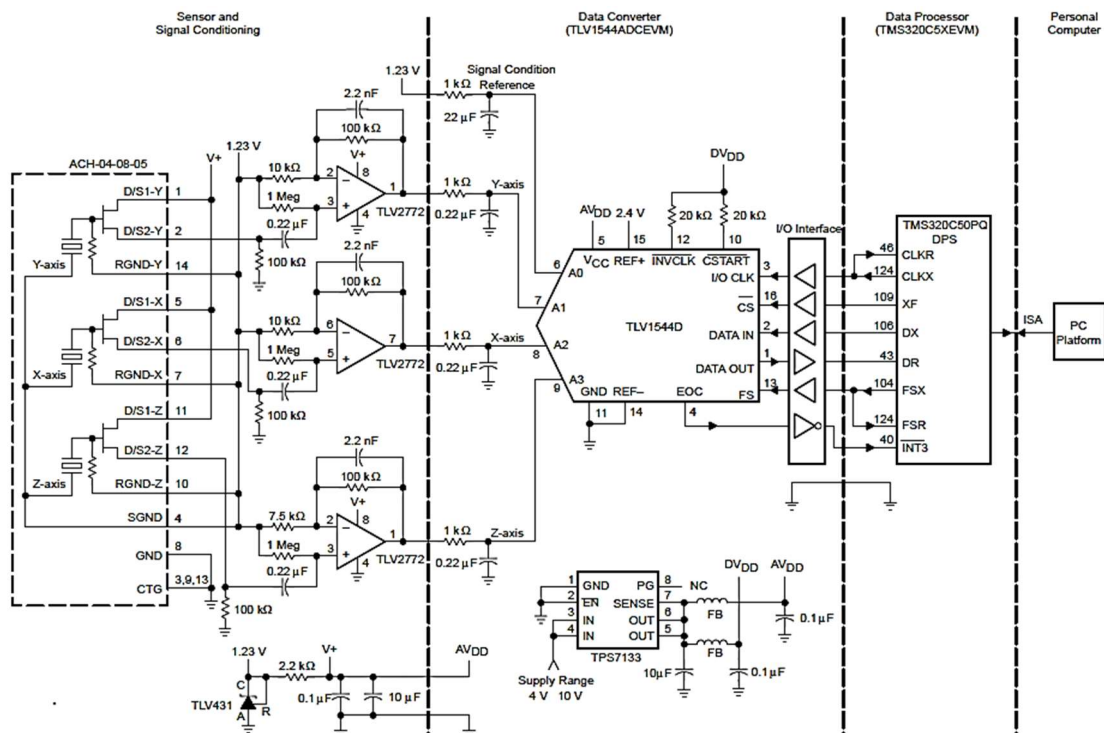 Sensor and
Signal Conditioning
Data Converter
(TLV1544ADCEVM)
Data Processor
(TMS320C5XEVM)
Personal
Computer
1.23 V
1 kΩ
Signal Condition
Reference
22 µF
2.2 nF
100 kΩ
V+
1.23 V
10 kΩ
V+
8
2
1
1 Meg
3
4
TLV2772
0.22 µF
100 kΩ
1 kΩ
Y-axis
0.22 µF
ACH-04-08-05
D/S1-Y
1
D/S2-Y
2
Y-axis
RGND-Y
14
D/S1-X
5
D/S2-X
6
X-axis
RGND-X
7
D/S1-Z
11
D/S2-Z
12
Z-axis
RGND-Z
10
SGND
4
GND
8
CTG
3,9,13
2.2 nF
100 kΩ
10 kΩ
6
7
1 Meg
5
TLV2772
0.22 µF
100 kΩ
1 kΩ
X-axis
0.22 µF
2.2 nF
100 kΩ
V+
7.5 kΩ
8
2
1
1 Meg
3
4
TLV2772
0.22 µF
100 kΩ
1 kΩ
Z-axis
0.22 µF
DVDD
20 kΩ
20 kΩ
AVDD
2.4 V
5
15
12
10
VCC
REF+
INVCLK
CSTART
6
A0
7
A1
8
A2
A3
9
TLV1544D
I/O CLK
3
CS
16
DATA IN
2
DATA OUT
1
FS
13
GND
REF–
EOC
11
14
4
I/O Interface
TMS320C50PQ
DPS
46
CLKR
124
CLKX
109
XF
106
DX
43
DR
104
FSX
124
FSR
40
INT3
ISA
PC
Platform
1
GND
PG
8
NC
2
EN
SENSE
7
3
IN
OUT
6
4
IN
OUT
5
TPS7133
Supply Range
4 V 10 V
FB
FB
DVDD
AVDD
0.1 µF
10 µF
0.1 µF
1.23 V
2.2 kΩ
V+
AVDD
C
TLV431
A
R
0.1 µF
10 µF